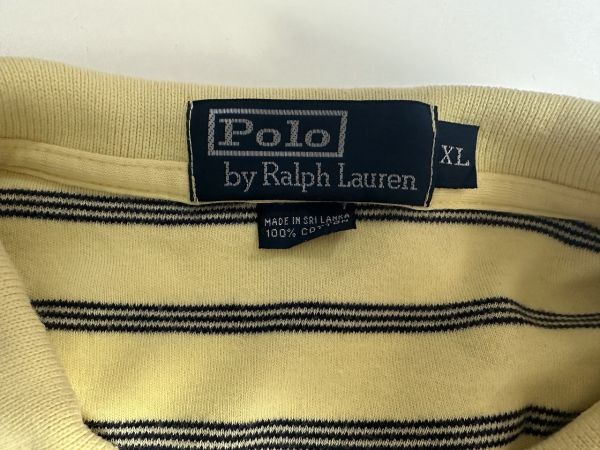 Polo
by Ralph Lauren
XL
MADE IN SRI LANKA
100% COTTON